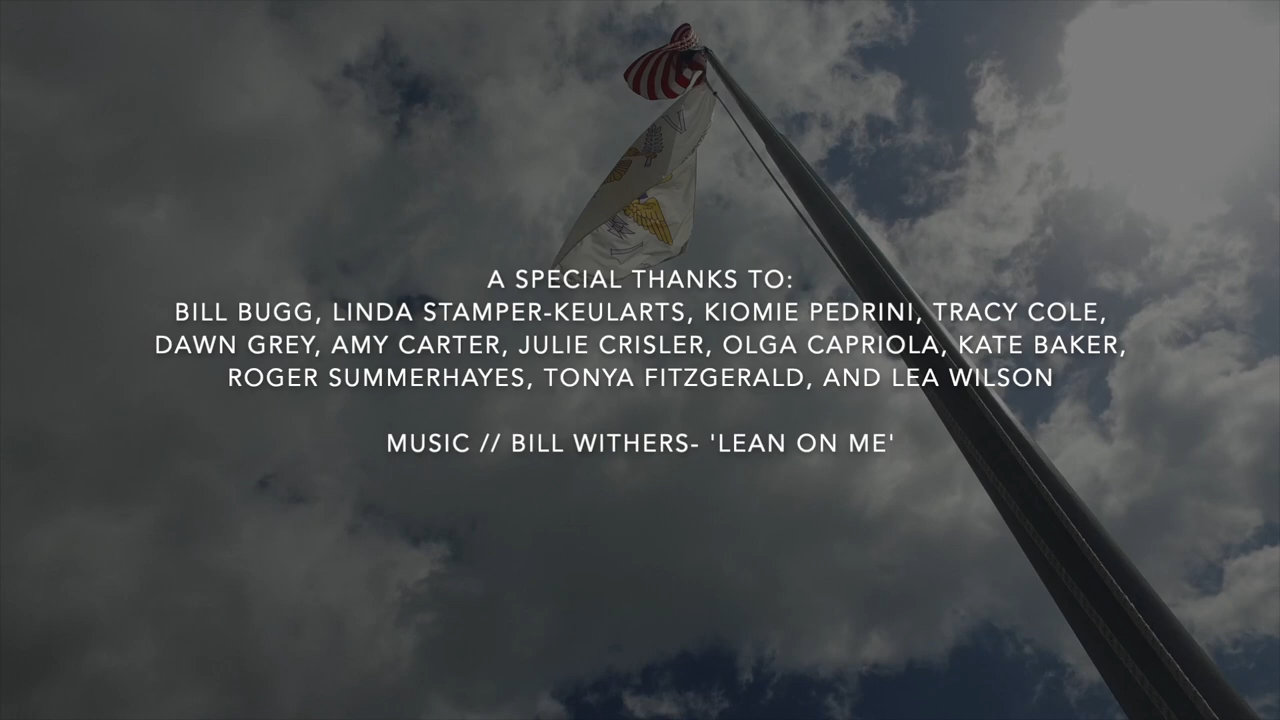 A SPECIAL THANKS TO:
BILL BUGG, LINDA STAMPER-KEULARTS, KIOMIE PEDRINI, TRACY COLE,
DAWN GREY, AMY CARTER, JULIE CRISLER, OLGA CAPRIOLA, KATE BAKER,
ROGER SUMMERHAYES, TONYA FITZGERALD, AND LEA WILSON
MUSIC // BILL WITHERS- 'LEAN ON ME'